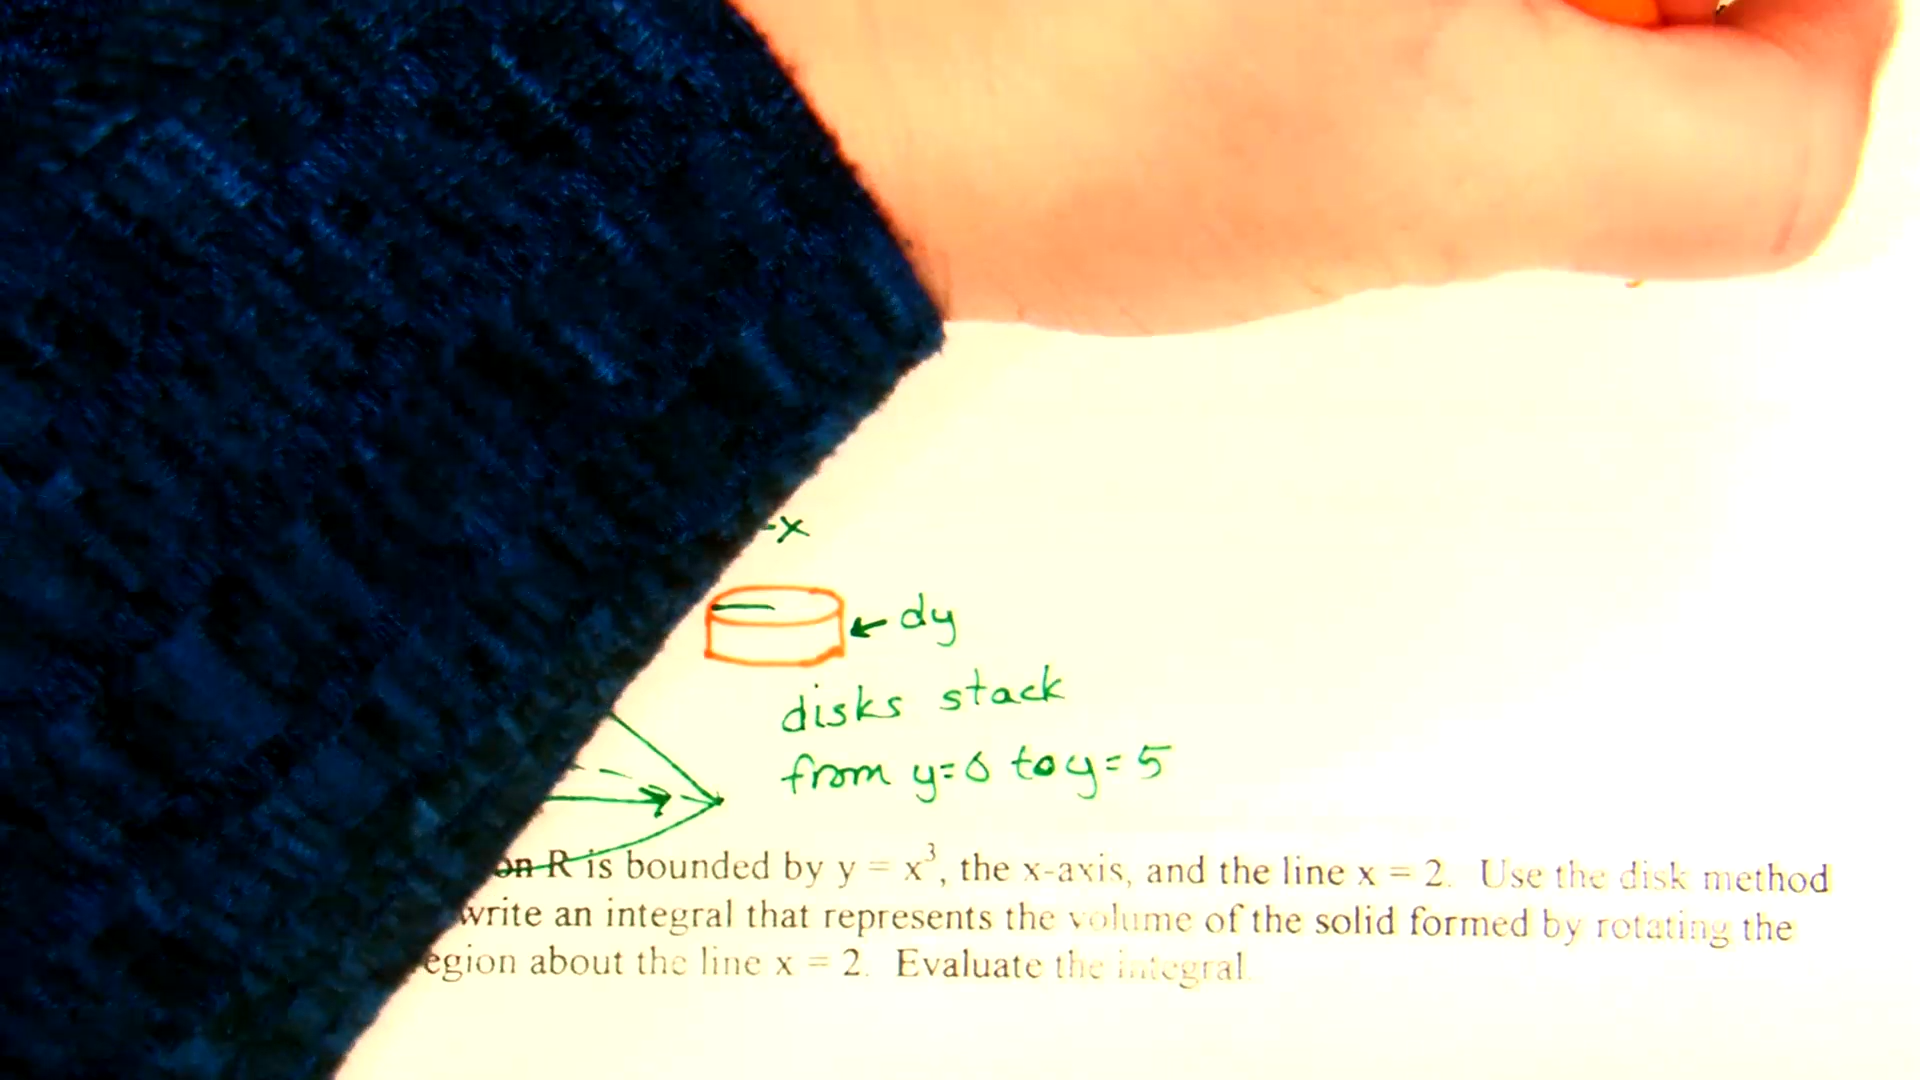 -x
← dy
disks stack
from y=0 to y=5
on R is bounded by y = x³, the x-axis, and the line x = 2. Use the disk method
write an integral that represents the volume of the solid formed by rotating the
egion about the line x = 2. Evaluate the integral.